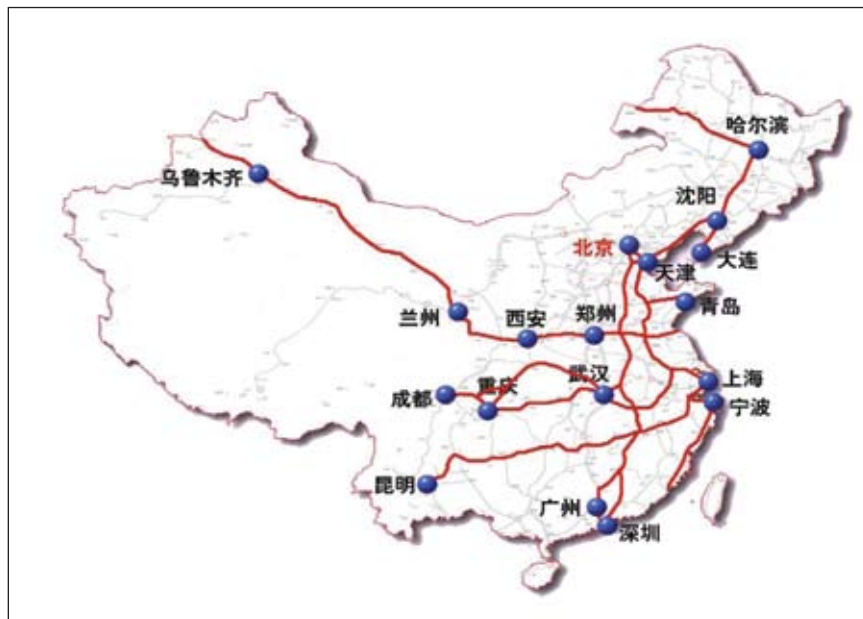 哈尔滨
乌鲁木齐
沈阳
北京
大连
天津
青岛
兰州
西安
郑州
成都
重庆
武汉
上海
宁波
昆明
广州
深圳